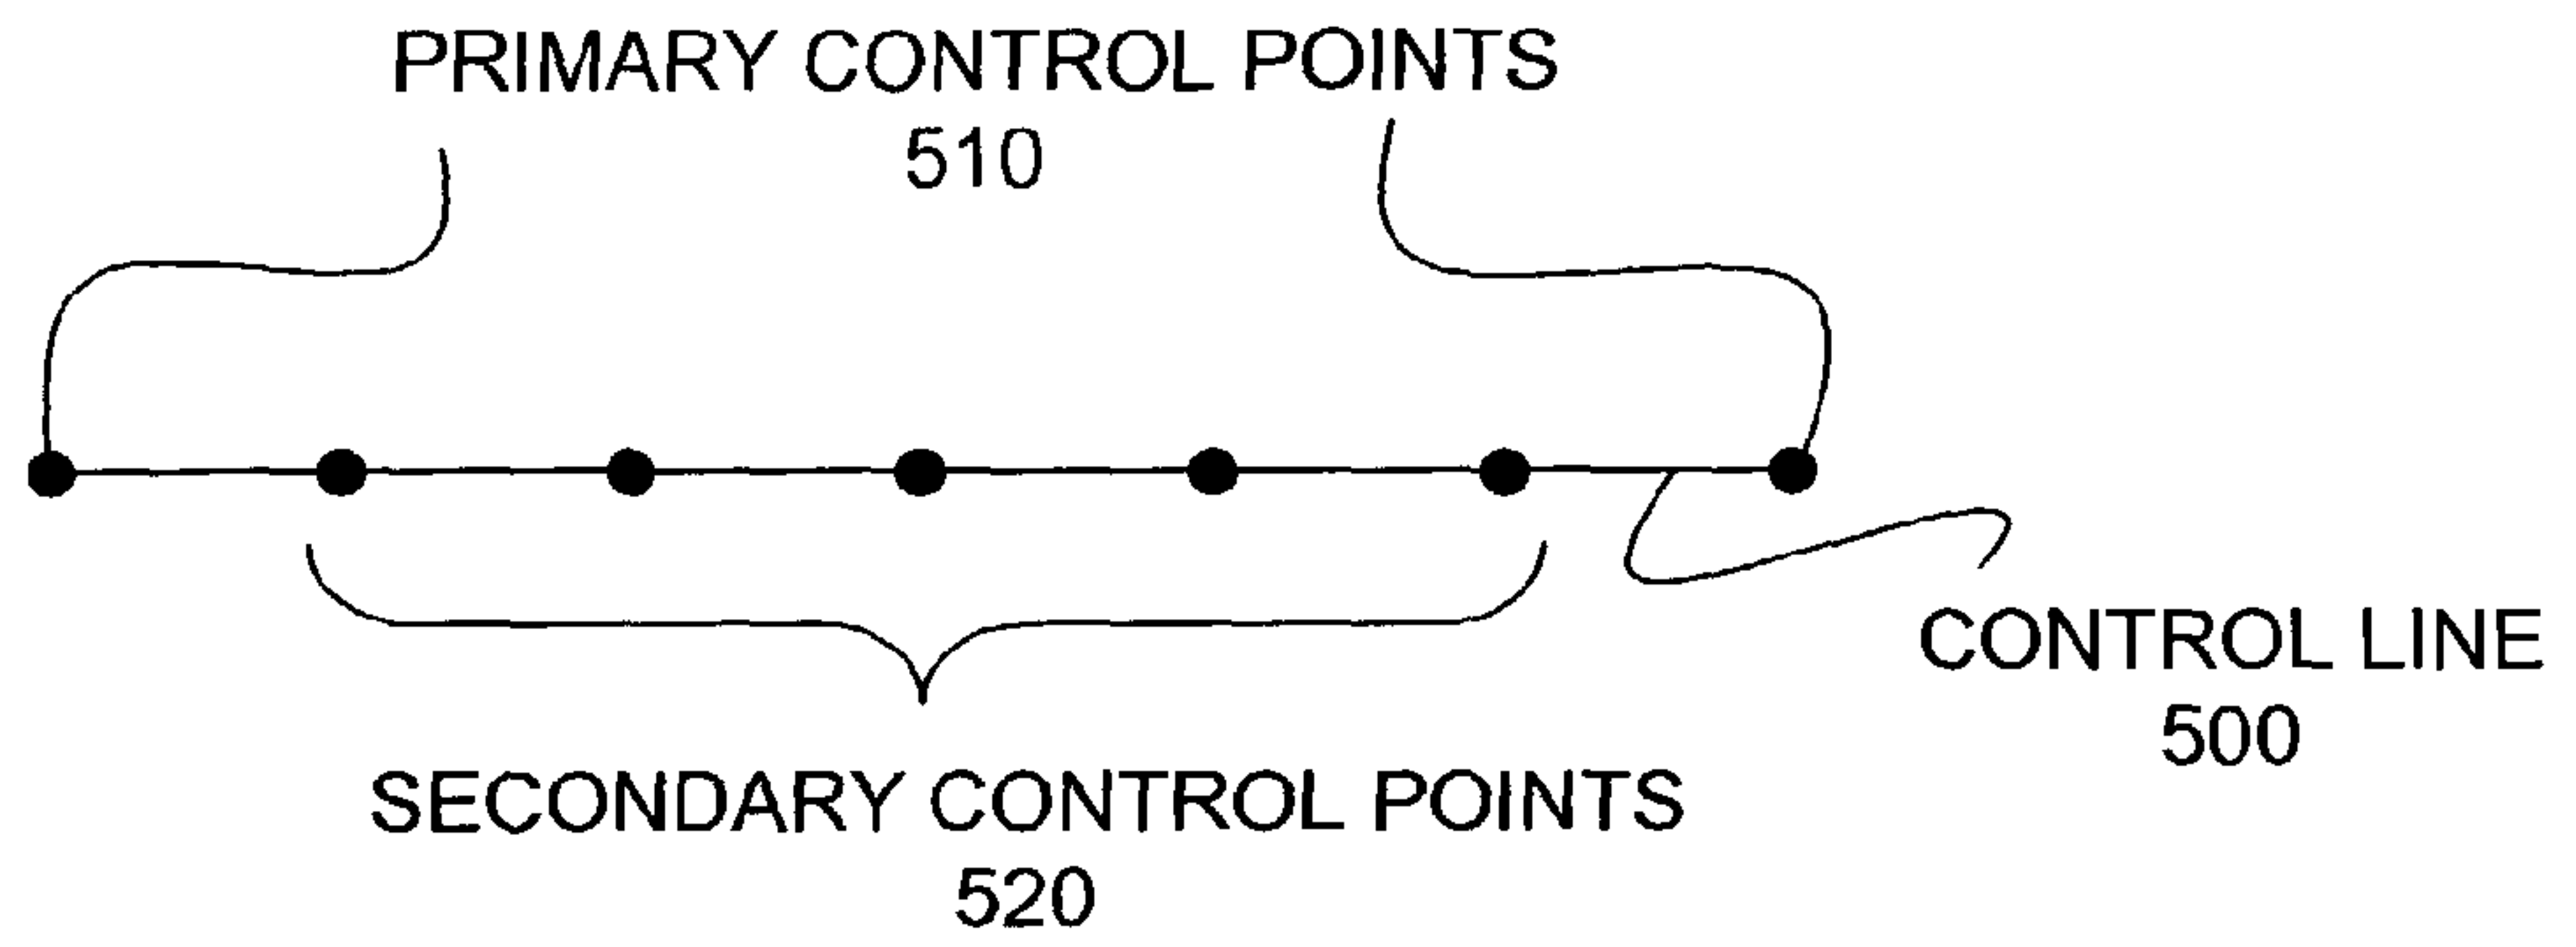 PRIMARY CONTROL POINTS
510
CONTROL LINE
500
SECONDARY CONTROL POINTS
520